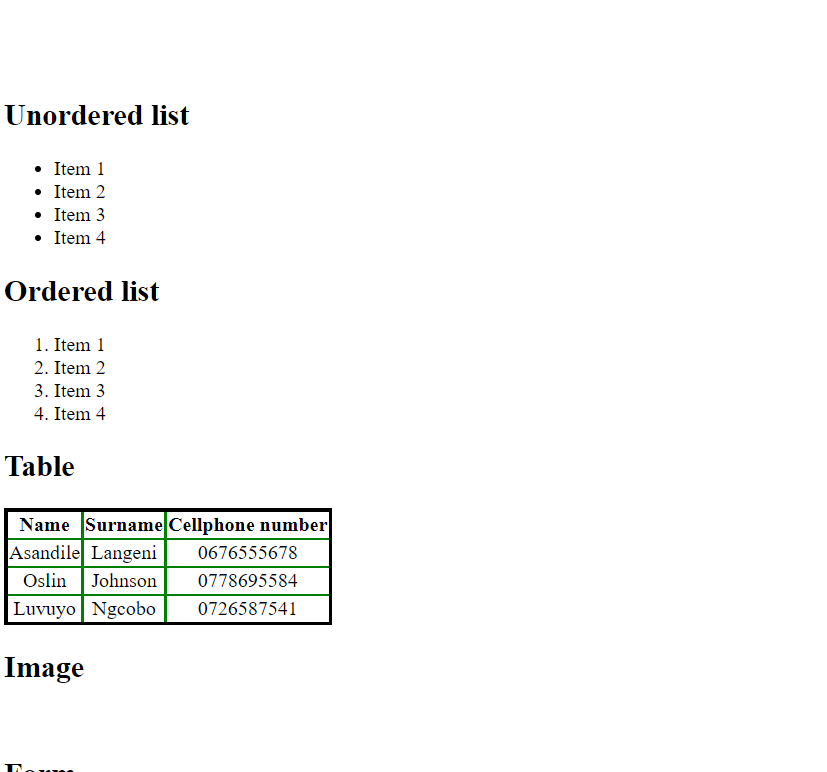 Unordered list
• Item 1
• Item 2
• Item 3
• Item 4
Ordered list
1. Item 1
2. Item 2
3. Item 3
4. Item 4
Table
Name Surname Cellphone number
Asandile Langeni 0676555678
Oslin Johnson 0778695584
Luvuyo Ngcobo 0726587541
Image
Form